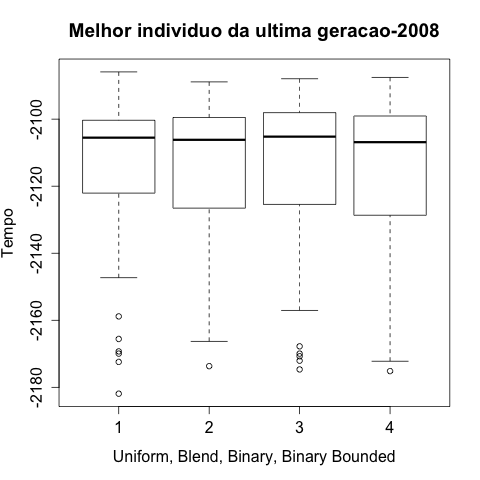 Melhor individuo da ultima geracao-2008
Tempo
-2100
-2120
-2140
-2160
-2180
1 2 3 4
Uniform, Blend, Binary, Binary Bounded